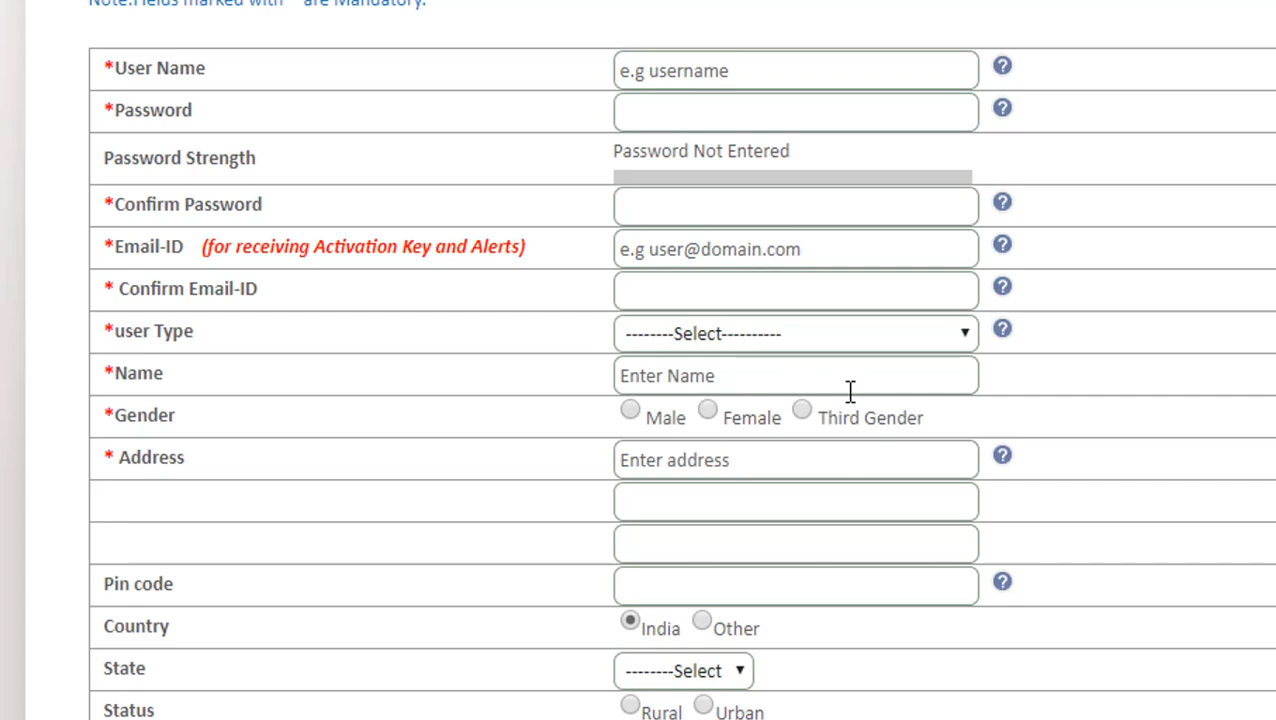 Note:Fields marked with * are Mandatory.
*User Name e.g username ?
*Password ?
Password Strength Password Not Entered
*Confirm Password ?
*Email-ID (for receiving Activation Key and Alerts) e.g user@domain.com ?
* Confirm Email-ID ?
*user Type --------Select---------- ?
*Name Enter Name
*Gender Male Female Third Gender
* Address Enter address ?
Pin code ?
Country India Other
State --------Select
Status Rural Urban